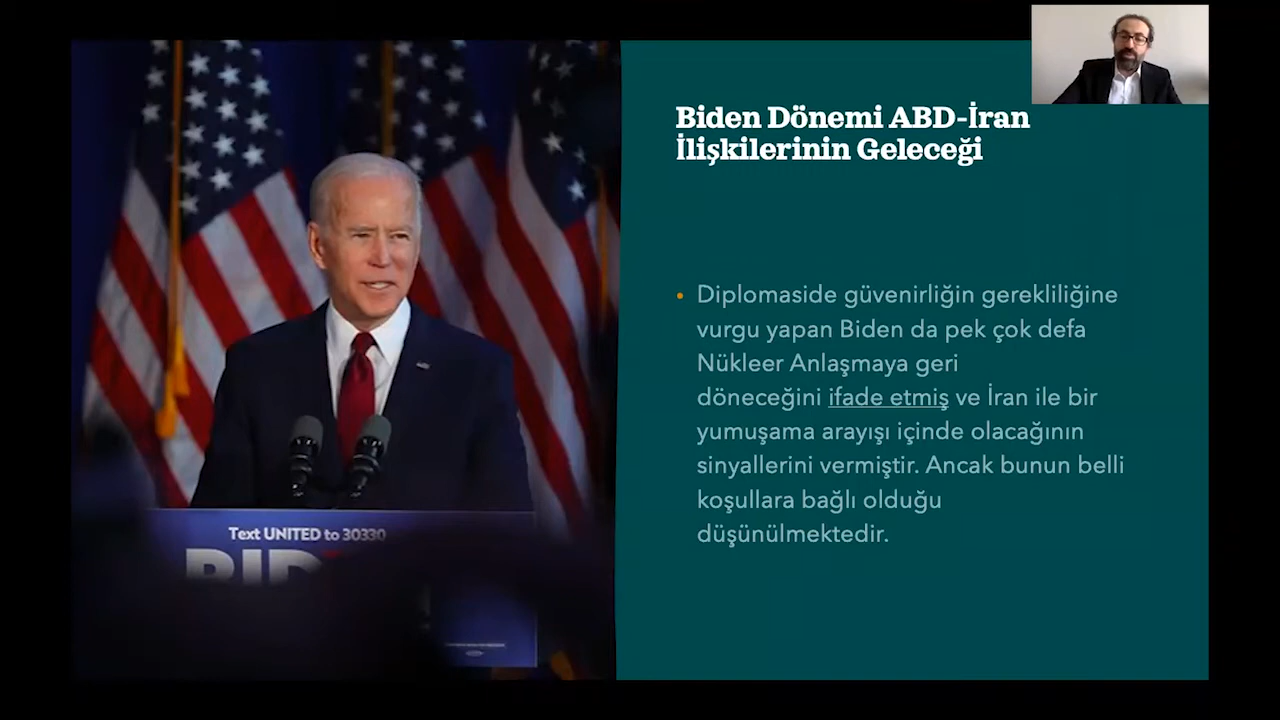 Biden Dönemi ABD-İran
İlişkilerinin Geleceği
Diplomaside güvenirliğin gerekliliğine
vurgu yapan Biden da pek çok defa
Nükleer Anlaşmaya geri
döneceğini ifade etmiş ve İran ile bir
yumuşama arayışı içinde olacağının
sinyallerini vermiştir. Ancak bunun belli
koşullara bağlı olduğu
düşünülmektedir.
Text UNITED to 30330